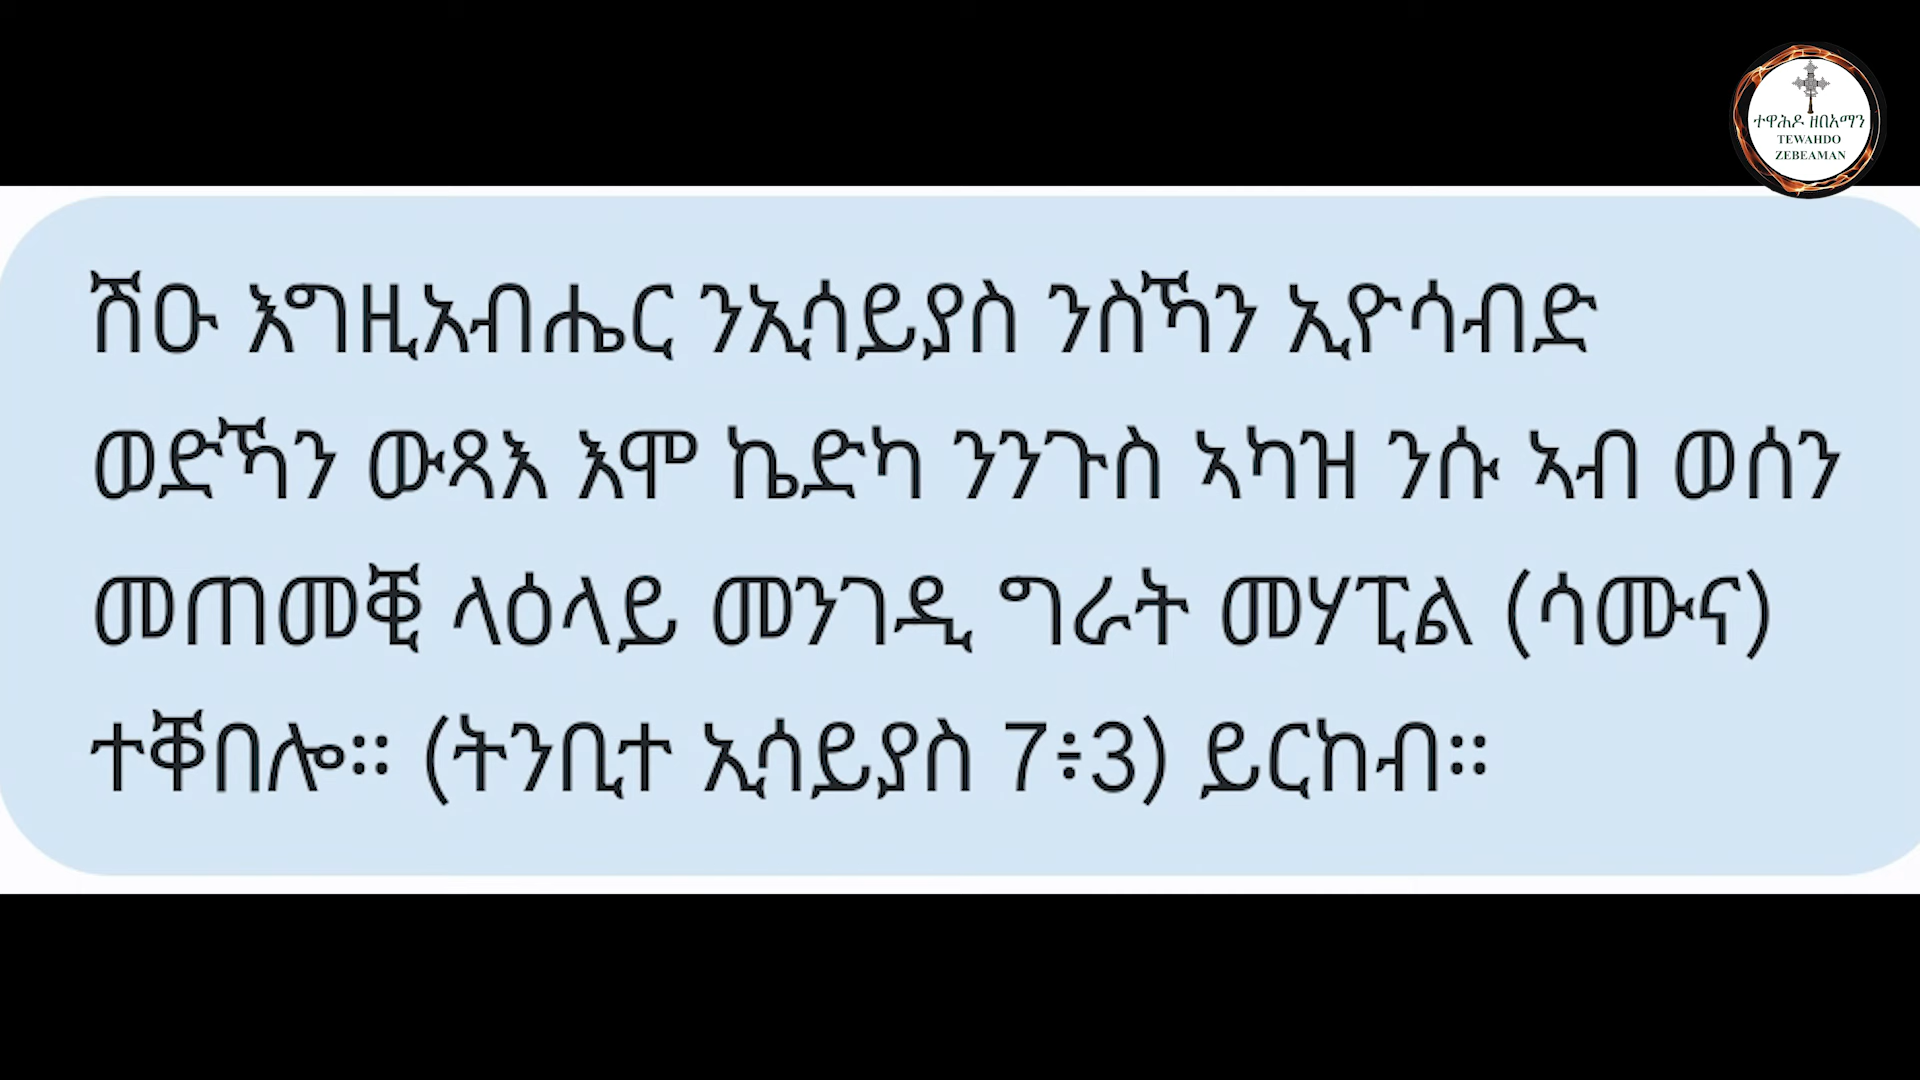 ተዋሕዶ ዘበአማን
TEWAHDO
ZEBEAMAN
ሽዑ እግዚአብሔር ንኢሳይያስ ንስኻን ኢዮሳብድ
ወድኻን ውጻእ እሞ ኬድካ ንንጉስ ኣካዝ ንሱ ኣብ ወሰን
መጠመቒ ላዕላይ መንገዲ ግራት መሃፒል (ሳሙና)
ተቐበሎ። (ትንቢተ ኢሳይያስ 7፥3) ይርከብ።